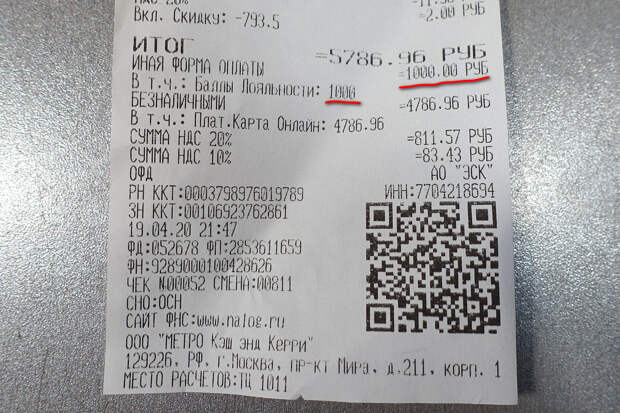 Вкл. Скидку: -793.5
=2.00 РУБ
ИТОГ =5786.96 РУБ
ИНАЯ ФОРМА ОПЛАТЫ =1000.00 РУБ
В т.ч.: Баллы Лояльности: 1000
БЕЗНАЛИЧНЫМИ =4786.96 РУБ
В т.ч.: Плат.Карта Онлайн: 4786.96
СУММА НДС 20% =811.57 РУБ
СУММА НДС 10% =83.43 РУБ
ОФД АО "ЭСК"
РН ККТ:0003798976019789 ИНН:7704218694
ЗН ККТ:00106923762861
19.04.20 21:47
ФД:052678 ФП:2853611659
ФН:9289000100428626
ЧЕК №00052 СМЕНА:00811
СНО:ОСН
САЙТ ФНС:www.nalog.ru
ООО "МЕТРО Кэш энд Керри"
129226, РФ, г.Москва, пр-кт Мира, д.211, корп. 1
МЕСТО РАСЧЕТОВ:ТЦ 1011